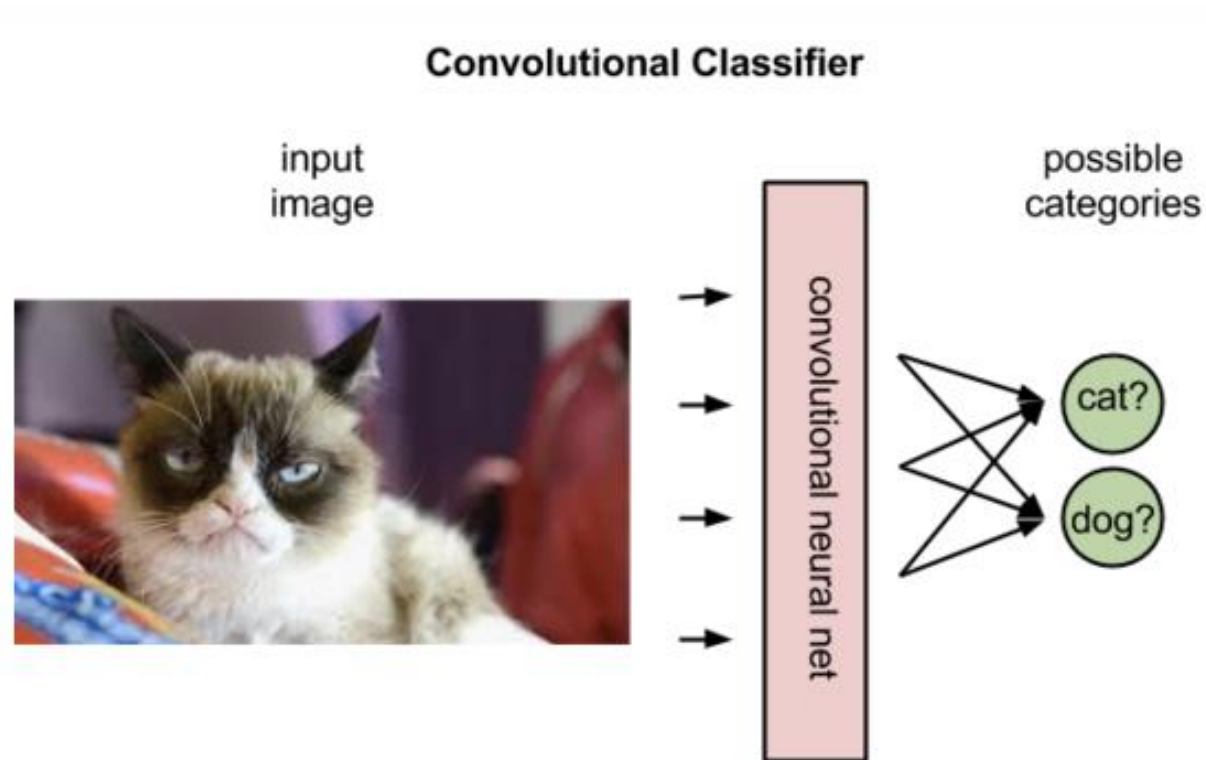 Convolutional Classifier
input
image
possible
categories
convolutional neural net
cat?
dog?